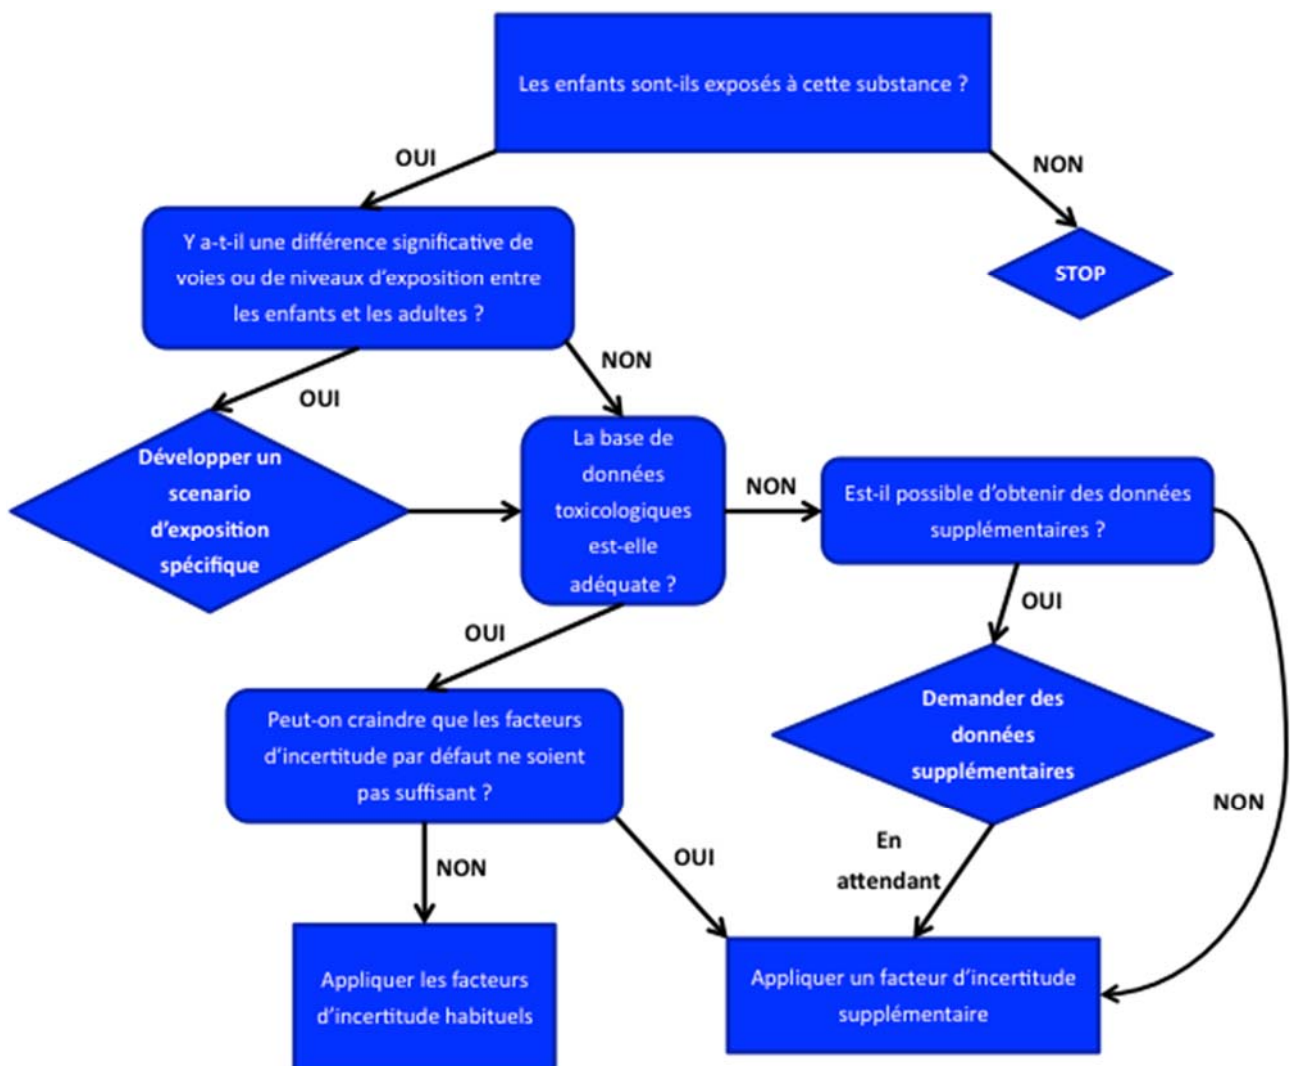 Les enfants sont-ils exposés à cette substance ?
OUI
NON
Y a-t-il une différence significative de
voies ou de niveaux d'exposition entre
les enfants et les adultes ?
STOP
OUI
NON
Développer un
scenario
d'exposition
spécifique
La base de
données
toxicologiques
est-elle
adéquate ?
NON
Est-il possible d'obtenir des données
supplémentaires ?
OUI
OUI
Peut-on craindre que les facteurs
d'incertitude par défaut ne soient
pas suffisant ?
Demander des
données
supplémentaires
NON
NON
OUI
En
attendant
Appliquer les facteurs
d'incertitude habituels
Appliquer un facteur d'incertitude
supplémentaire